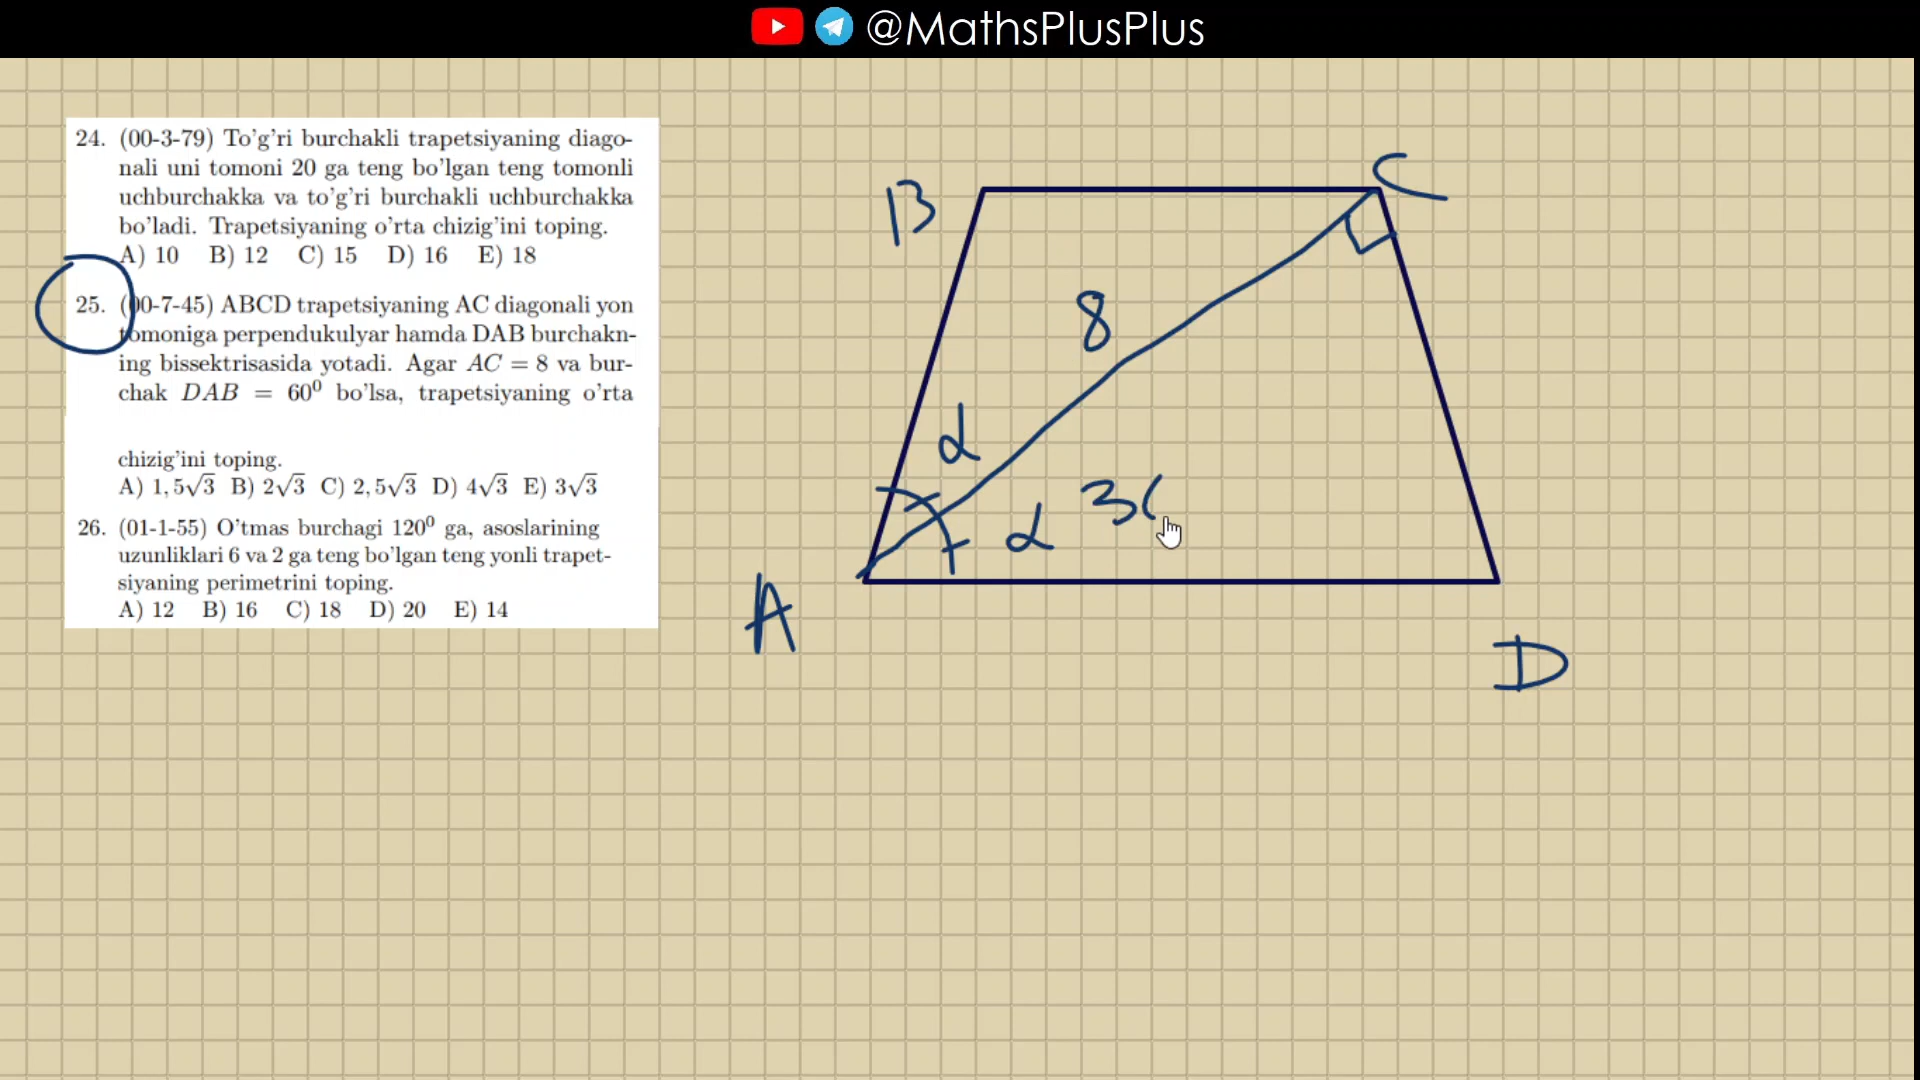 @MathsPlusPlus
24. (00-3-79) To'g'ri burchakli trapetsiyaning diago-
nali uni tomoni 20 ga teng bo'lgan teng tomonli
uchburchakka va to'g'ri burchakli uchburchakka
bo'ladi. Trapetsiyaning o'rta chizig'ini toping.
A) 10 B) 12 C) 15 D) 16 E) 18
25. (00-7-45) ABCD trapetsiyaning AC diagonali yon
tomoniga perpendukulyar hamda DAB burchakn-
ing bissektrisasida yotadi. Agar AC = 8 va bur-
chak DAB = 60⁰ bo'lsa, trapetsiyaning o'rta
chizig'ini toping.
A) 1, 5√3 B) 2√3 C) 2, 5√3 D) 4√3 E) 3√3
26. (01-1-55) O'tmas burchagi 120⁰ ga, asoslarining
uzunliklari 6 va 2 ga teng bo'lgan teng yonli trapet-
siyaning perimetrini toping.
A) 12 B) 16 C) 18 D) 20 E) 14
B
C
8
α
α 3(
A
D